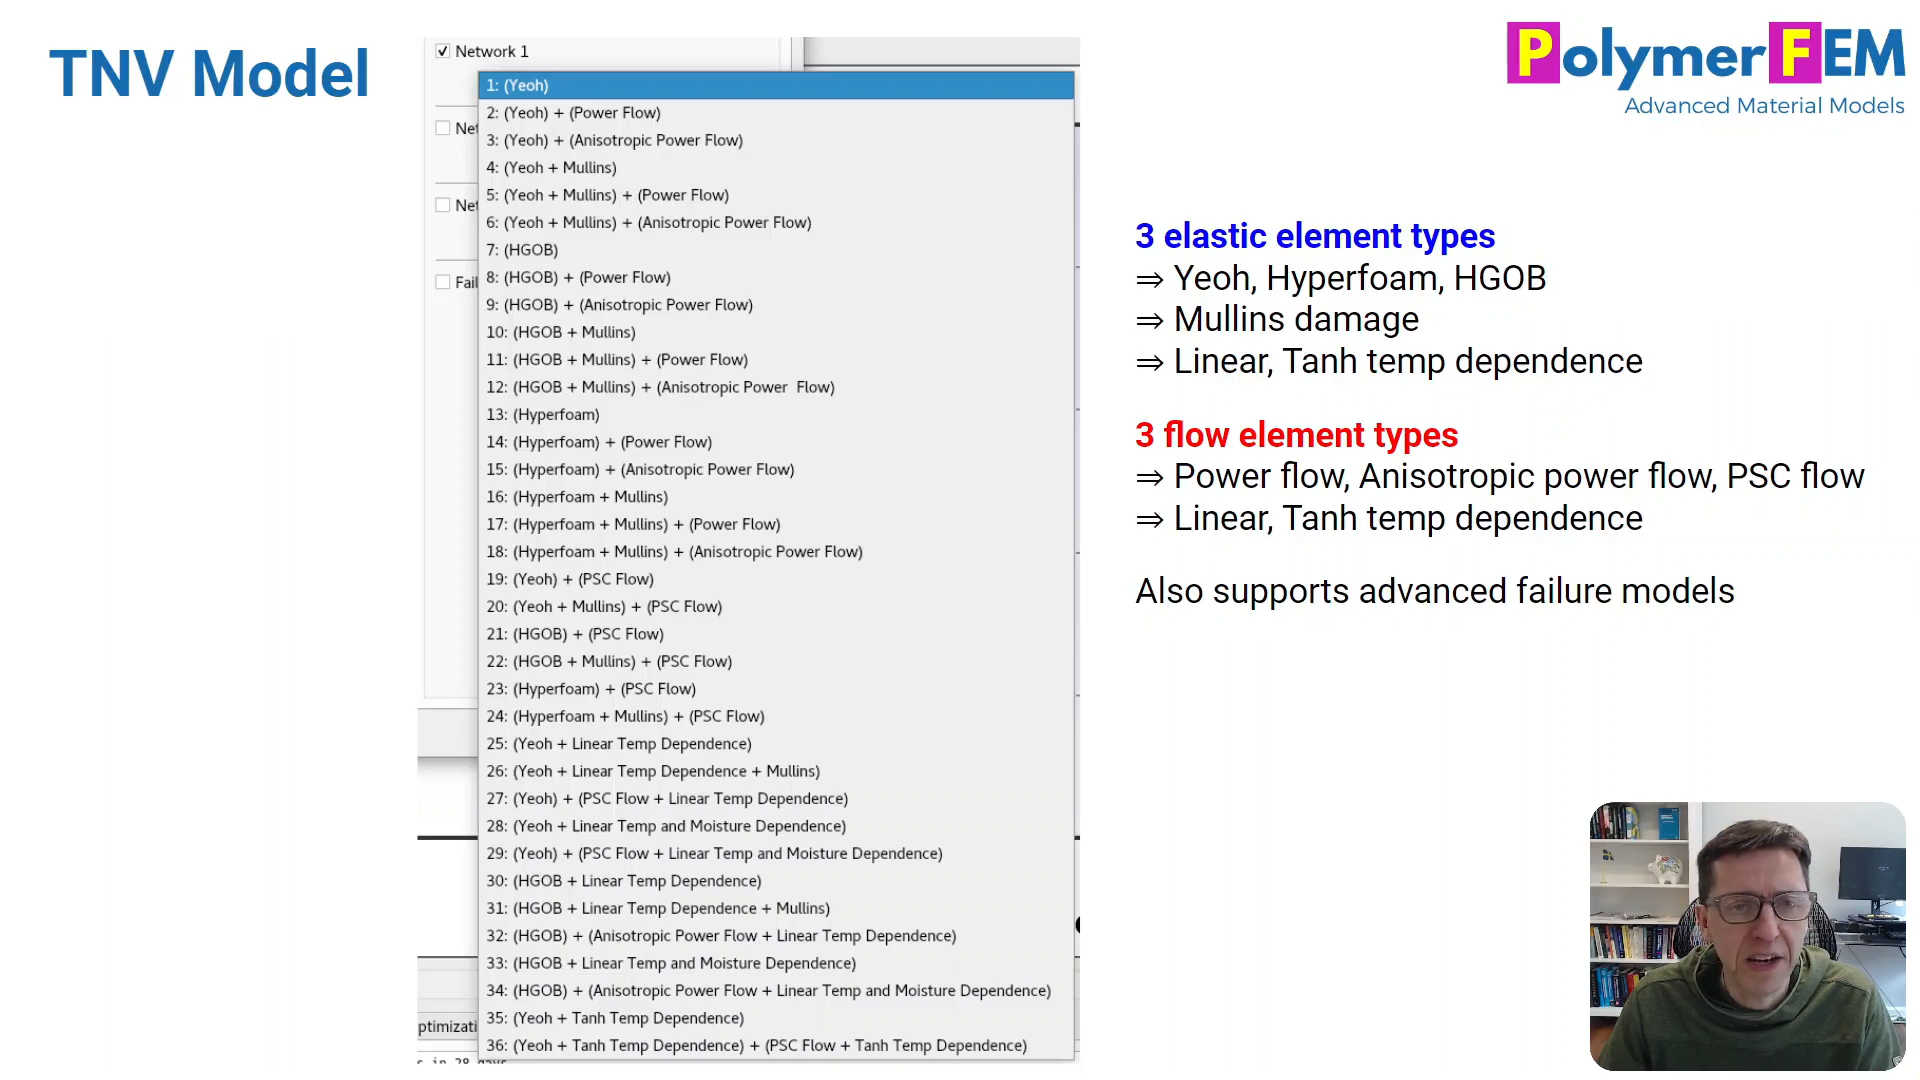 TNV Model
PolymerFEM
Advanced Material Models
Network 1
Net
Net
Fail
1: (Yeoh)
2: (Yeoh) + (Power Flow)
3: (Yeoh) + (Anisotropic Power Flow)
4: (Yeoh + Mullins)
5: (Yeoh + Mullins) + (Power Flow)
6: (Yeoh + Mullins) + (Anisotropic Power Flow)
7: (HGOB)
8: (HGOB) + (Power Flow)
9: (HGOB) + (Anisotropic Power Flow)
10: (HGOB + Mullins)
11: (HGOB + Mullins) + (Power Flow)
12: (HGOB + Mullins) + (Anisotropic Power  Flow)
13: (Hyperfoam)
14: (Hyperfoam) + (Power Flow)
15: (Hyperfoam) + (Anisotropic Power Flow)
16: (Hyperfoam + Mullins)
17: (Hyperfoam + Mullins) + (Power Flow)
18: (Hyperfoam + Mullins) + (Anisotropic Power Flow)
19: (Yeoh) + (PSC Flow)
20: (Yeoh + Mullins) + (PSC Flow)
21: (HGOB) + (PSC Flow)
22: (HGOB + Mullins) + (PSC Flow)
23: (Hyperfoam) + (PSC Flow)
24: (Hyperfoam + Mullins) + (PSC Flow)
25: (Yeoh + Linear Temp Dependence)
26: (Yeoh + Linear Temp Dependence + Mullins)
27: (Yeoh) + (PSC Flow + Linear Temp Dependence)
28: (Yeoh + Linear Temp and Moisture Dependence)
29: (Yeoh) + (PSC Flow + Linear Temp and Moisture Dependence)
30: (HGOB + Linear Temp Dependence)
31: (HGOB + Linear Temp Dependence + Mullins)
32: (HGOB) + (Anisotropic Power Flow + Linear Temp Dependence)
33: (HGOB + Linear Temp and Moisture Dependence)
34: (HGOB) + (Anisotropic Power Flow + Linear Temp and Moisture Dependence)
35: (Yeoh + Tanh Temp Dependence)
36: (Yeoh + Tanh Temp Dependence) + (PSC Flow + Tanh Temp Dependence)
ptimizati
3 elastic element types
⇒ Yeoh, Hyperfoam, HGOB
⇒ Mullins damage
⇒ Linear, Tanh temp dependence
3 flow element types
⇒ Power flow, Anisotropic power flow, PSC flow
⇒ Linear, Tanh temp dependence
Also supports advanced failure models